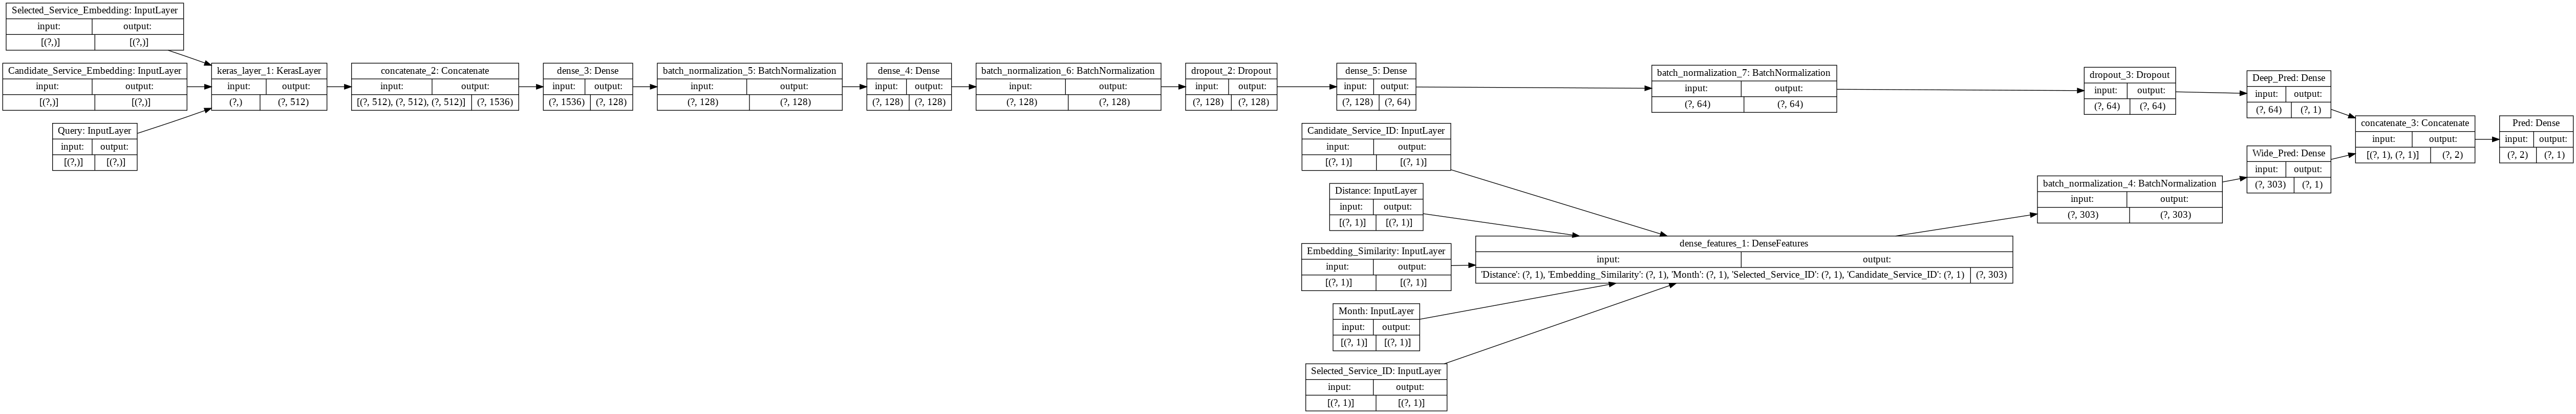 Selected_Service_Embedding: InputLayer
input: output:
[(?,)] [(?,)]
Candidate_Service_Embedding: InputLayer
input: output:
[(?,)] [(?,)]
Query: InputLayer
input: output:
[(?,)] [(?,)]
keras_layer_1: KerasLayer
input: output:
(?,) (?, 512)
concatenate_2: Concatenate
input: output:
[(?, 512), (?, 512), (?, 512)] (?, 1536)
dense_3: Dense
input: output:
(?, 1536) (?, 128)
batch_normalization_5: BatchNormalization
input: output:
(?, 128) (?, 128)
dense_4: Dense
input: output:
(?, 128) (?, 128)
batch_normalization_6: BatchNormalization
input: output:
(?, 128) (?, 128)
dropout_2: Dropout
input: output:
(?, 128) (?, 128)
dense_5: Dense
input: output:
(?, 128) (?, 64)
batch_normalization_7: BatchNormalization
input: output:
(?, 64) (?, 64)
dropout_3: Dropout
input: output:
(?, 64) (?, 64)
Deep_Pred: Dense
input: output:
(?, 64) (?, 1)
Candidate_Service_ID: InputLayer
input: output:
[(?, 1)] [(?, 1)]
Distance: InputLayer
input: output:
[(?, 1)] [(?, 1)]
Embedding_Similarity: InputLayer
input: output:
[(?, 1)] [(?, 1)]
Month: InputLayer
input: output:
[(?, 1)] [(?, 1)]
Selected_Service_ID: InputLayer
input: output:
[(?, 1)] [(?, 1)]
dense_features_1: DenseFeatures
input: output:
'Distance': (?, 1), 'Embedding_Similarity': (?, 1), 'Month': (?, 1), 'Selected_Service_ID': (?, 1), 'Candidate_Service_ID': (?, 1) (?, 303)
batch_normalization_4: BatchNormalization
input: output:
(?, 303) (?, 303)
Wide_Pred: Dense
input: output:
(?, 303) (?, 1)
concatenate_3: Concatenate
input: output:
[(?, 1), (?, 1)] (?, 2)
Pred: Dense
input: output:
(?, 2) (?, 1)